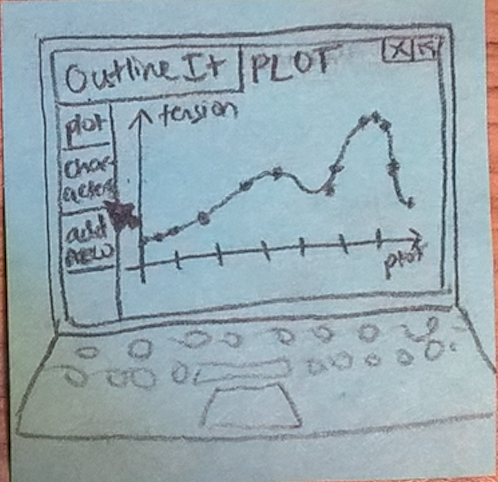 Outline It
PLOT
plot
char-
acters
add
new
tension
plot